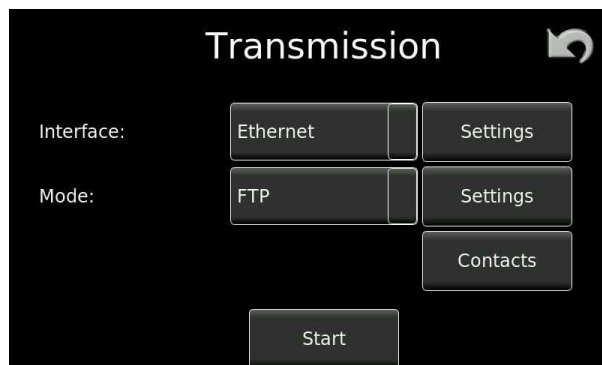 Transmission
Interface: Ethernet Settings
Mode: FTP Settings
Contacts
Start